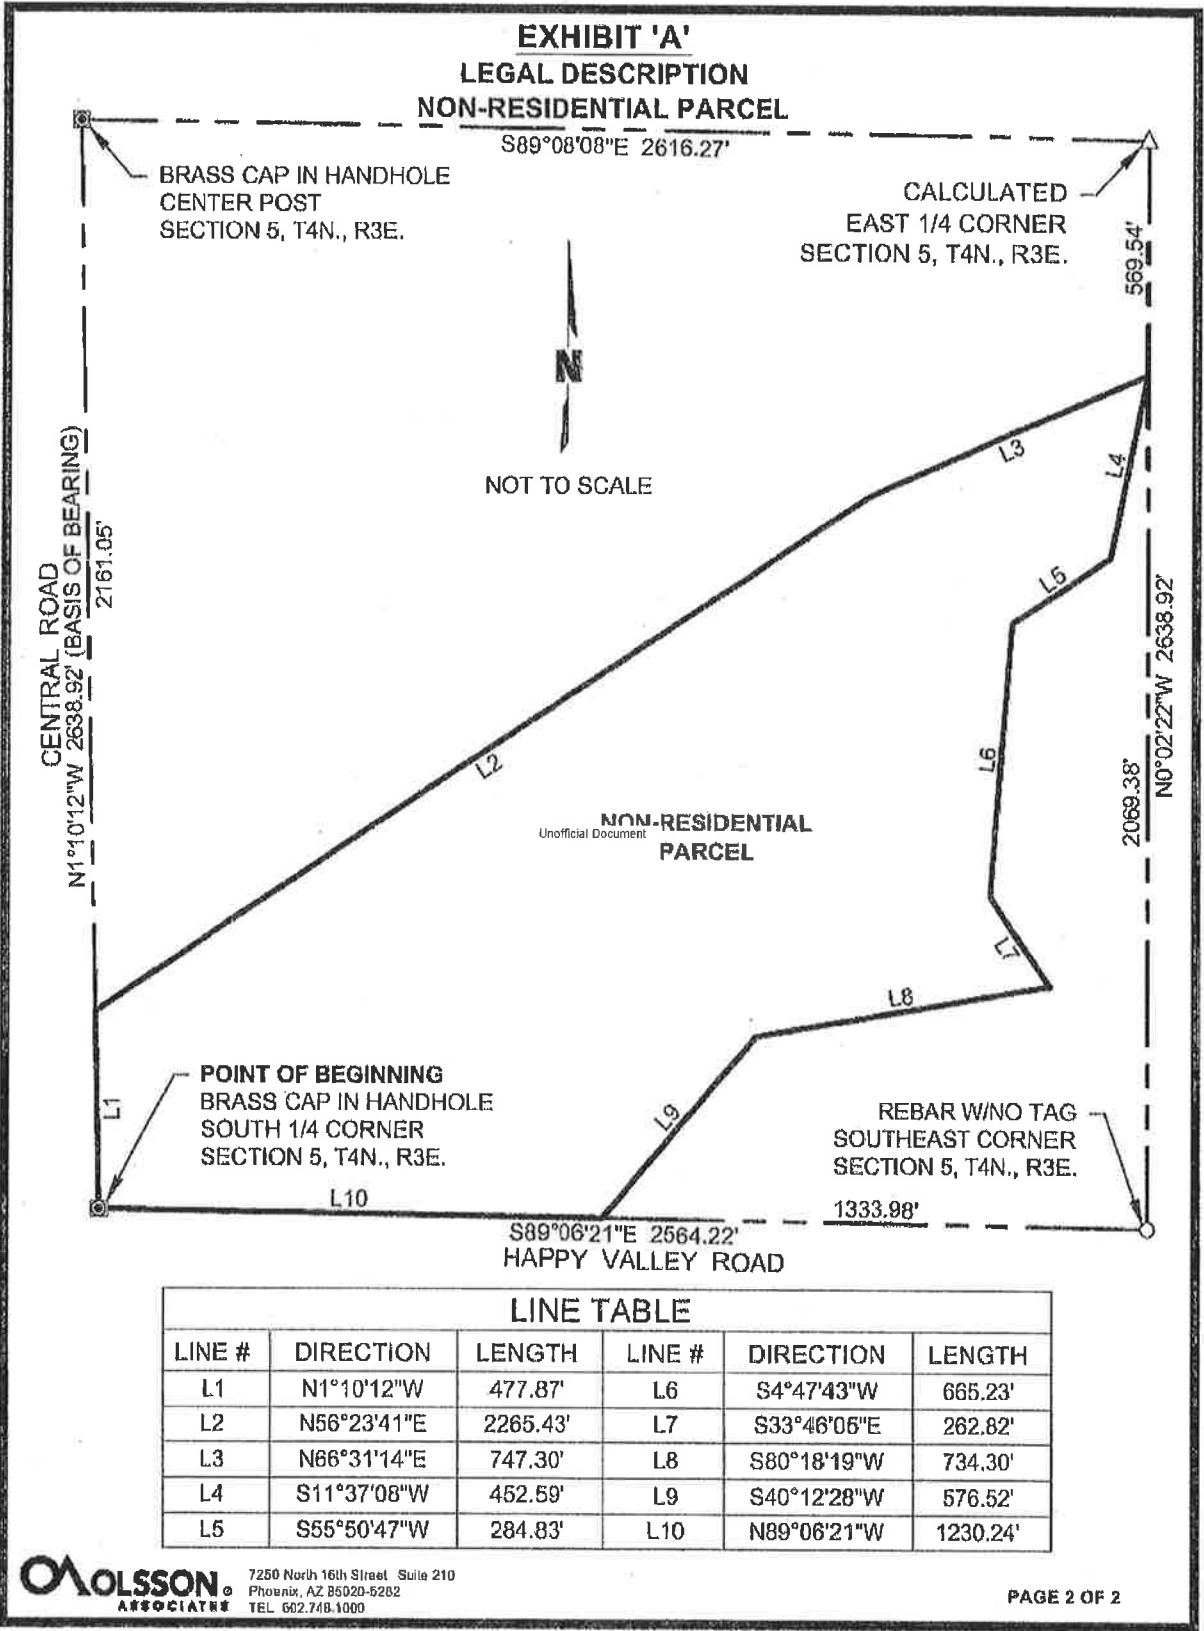 EXHIBIT 'A'
LEGAL DESCRIPTION
NON-RESIDENTIAL PARCEL
S89°08'08"E 2616.27'
BRASS CAP IN HANDHOLE
CENTER POST
SECTION 5, T4N., R3E.
CALCULATED
EAST 1/4 CORNER
SECTION 5, T4N., R3E.
569.54'
N
NOT TO SCALE
L3
L4
L5
CENTRAL ROAD
N1°10'12"W 2638.92' (BASIS OF BEARING)
2161.05'
L2
L6
N0°02'22"W 2638.92'
2069.38'
NON-RESIDENTIAL
PARCEL
Unofficial Document
L7
L8
L1
POINT OF BEGINNING
BRASS CAP IN HANDHOLE
SOUTH 1/4 CORNER
SECTION 5, T4N., R3E.
L9
REBAR W/NO TAG
SOUTHEAST CORNER
SECTION 5, T4N., R3E.
L10
1333.98'
S89°06'21"E 2564.22'
HAPPY VALLEY ROAD
LINE TABLE
LINE # DIRECTION LENGTH LINE # DIRECTION LENGTH
L1 N1°10'12"W 477.87' L6 S4°47'43"W 665.23'
L2 N56°23'41"E 2265.43' L7 S33°46'05"E 262.82'
L3 N66°31'14"E 747.30' L8 S80°18'19"W 734.30'
L4 S11°37'08"W 452.59' L9 S40°12'28"W 576.52'
L5 S55°50'47"W 284.83' L10 N89°06'21"W 1230.24'
OLSSON
ASSOCIATES
7250 North 16th Street Suite 210
Phoenix, AZ 85020-5282
TEL 602.748.1000
PAGE 2 OF 2